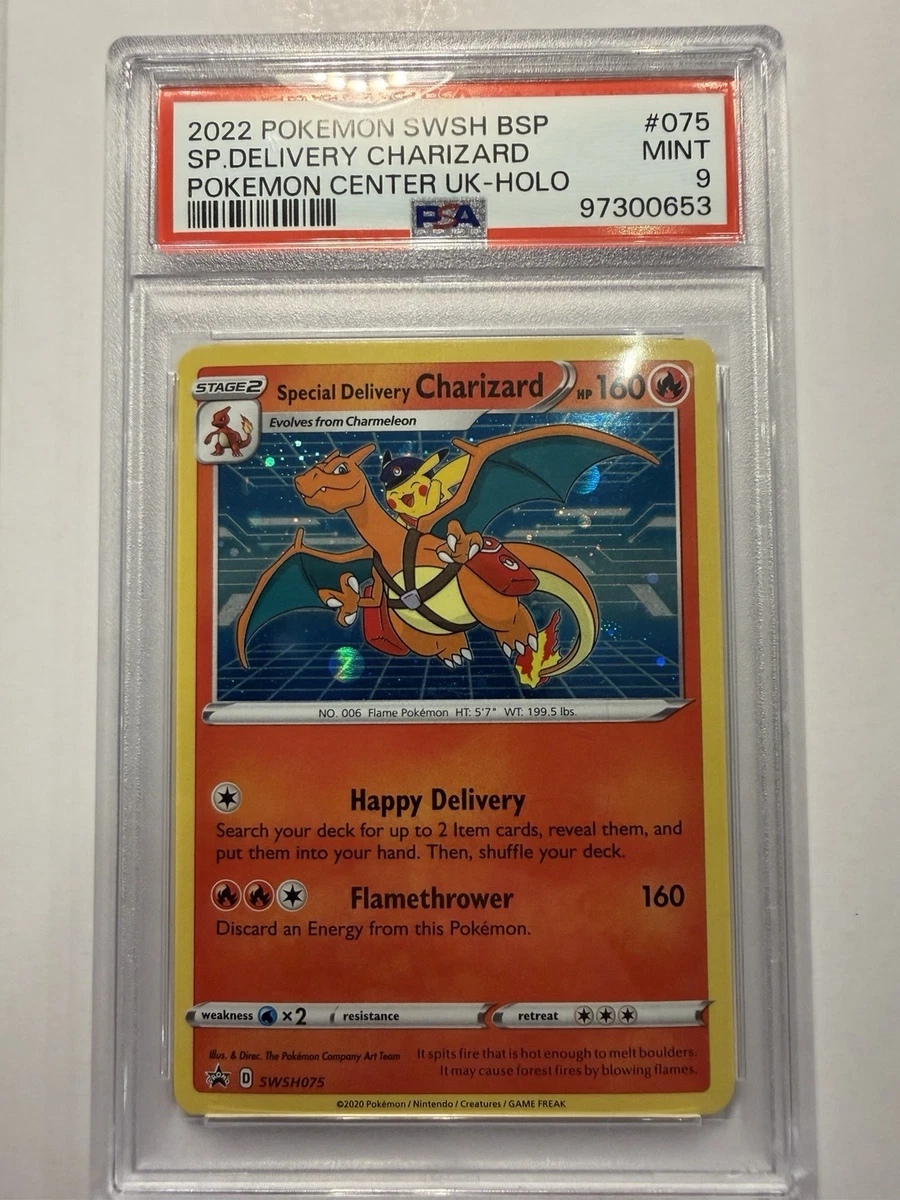 2022 POKEMON SWSH BSP #075
SP.DELIVERY CHARIZARD MINT
POKEMON CENTER UK-HOLO 9
PSA 97300653
STAGE2 Special Delivery Charizard HP 160
Evolves from Charmeleon
NO. 006 Flame Pokémon HT: 5'7" WT: 199.5 lbs.
Happy Delivery
Search your deck for up to 2 Item cards, reveal them, and
put them into your hand. Then, shuffle your deck.
Flamethrower 160
Discard an Energy from this Pokémon.
weakness ×2 resistance retreat
Illus. & Direc. The Pokémon Company Art Team
It spits fire that is hot enough to melt boulders.
It may cause forest fires by blowing flames.
PROMO D SWSH075
©2020 Pokémon / Nintendo / Creatures / GAME FREAK